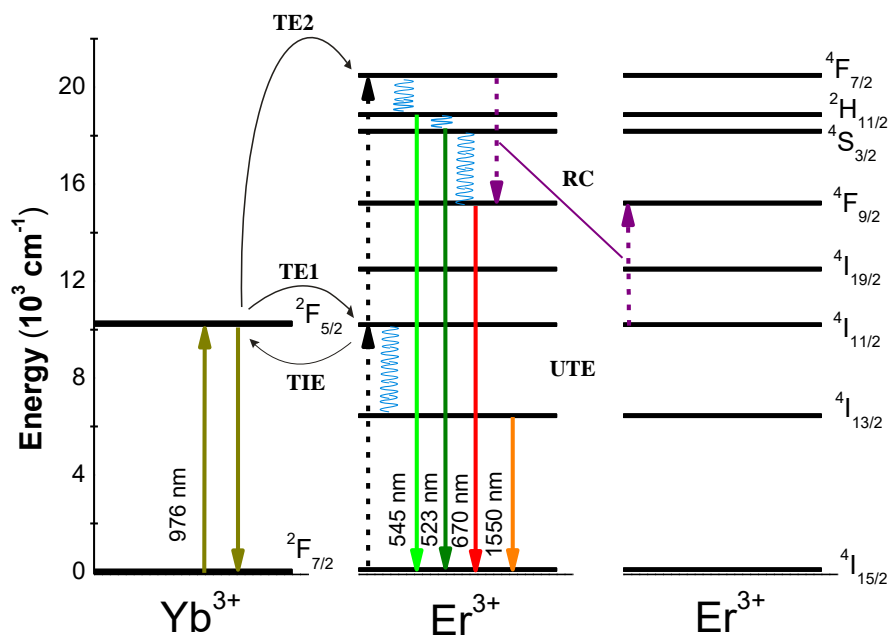 TE2
20
⁴F₇/₂
²H₁₁/₂
⁴S₃/₂
16
RC
⁴F₉/₂
12
⁴I₁₉/₂
TE1
²F₅/₂
⁴I₁₁/₂
TIE
UTE
8
⁴I₁₃/₂
4
976 nm
545 nm
523 nm
670 nm
1550 nm
²F₇/₂
0
⁴I₁₅/₂
Energy (10³ cm⁻¹)
Yb³⁺
Er³⁺
Er³⁺